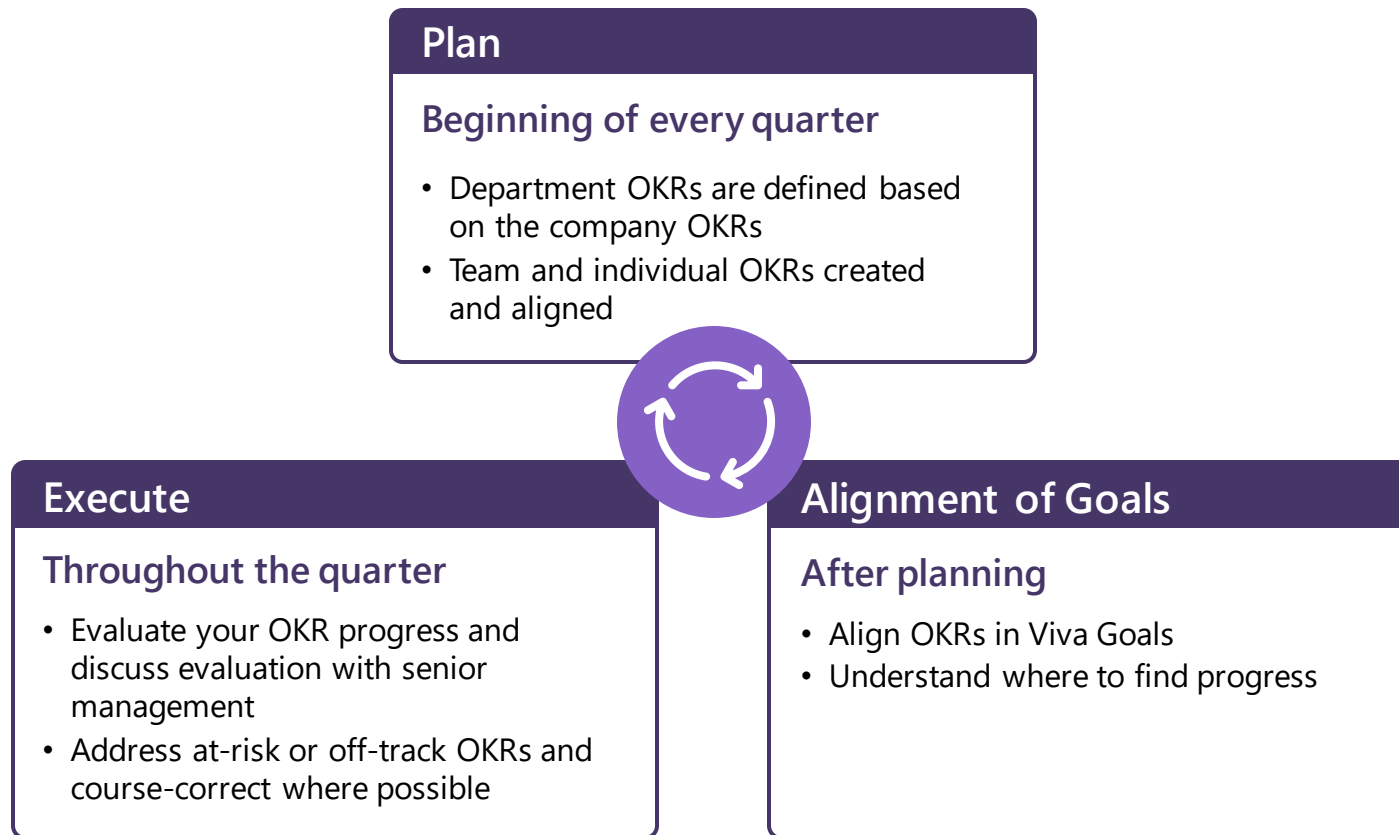 Plan
Beginning of every quarter
• Department OKRs are defined based
on the company OKRs
• Team and individual OKRs created
and aligned
Execute
Throughout the quarter
• Evaluate your OKR progress and
discuss evaluation with senior
management
• Address at-risk or off-track OKRs and
course-correct where possible
Alignment of Goals
After planning
• Align OKRs in Viva Goals
• Understand where to find progress